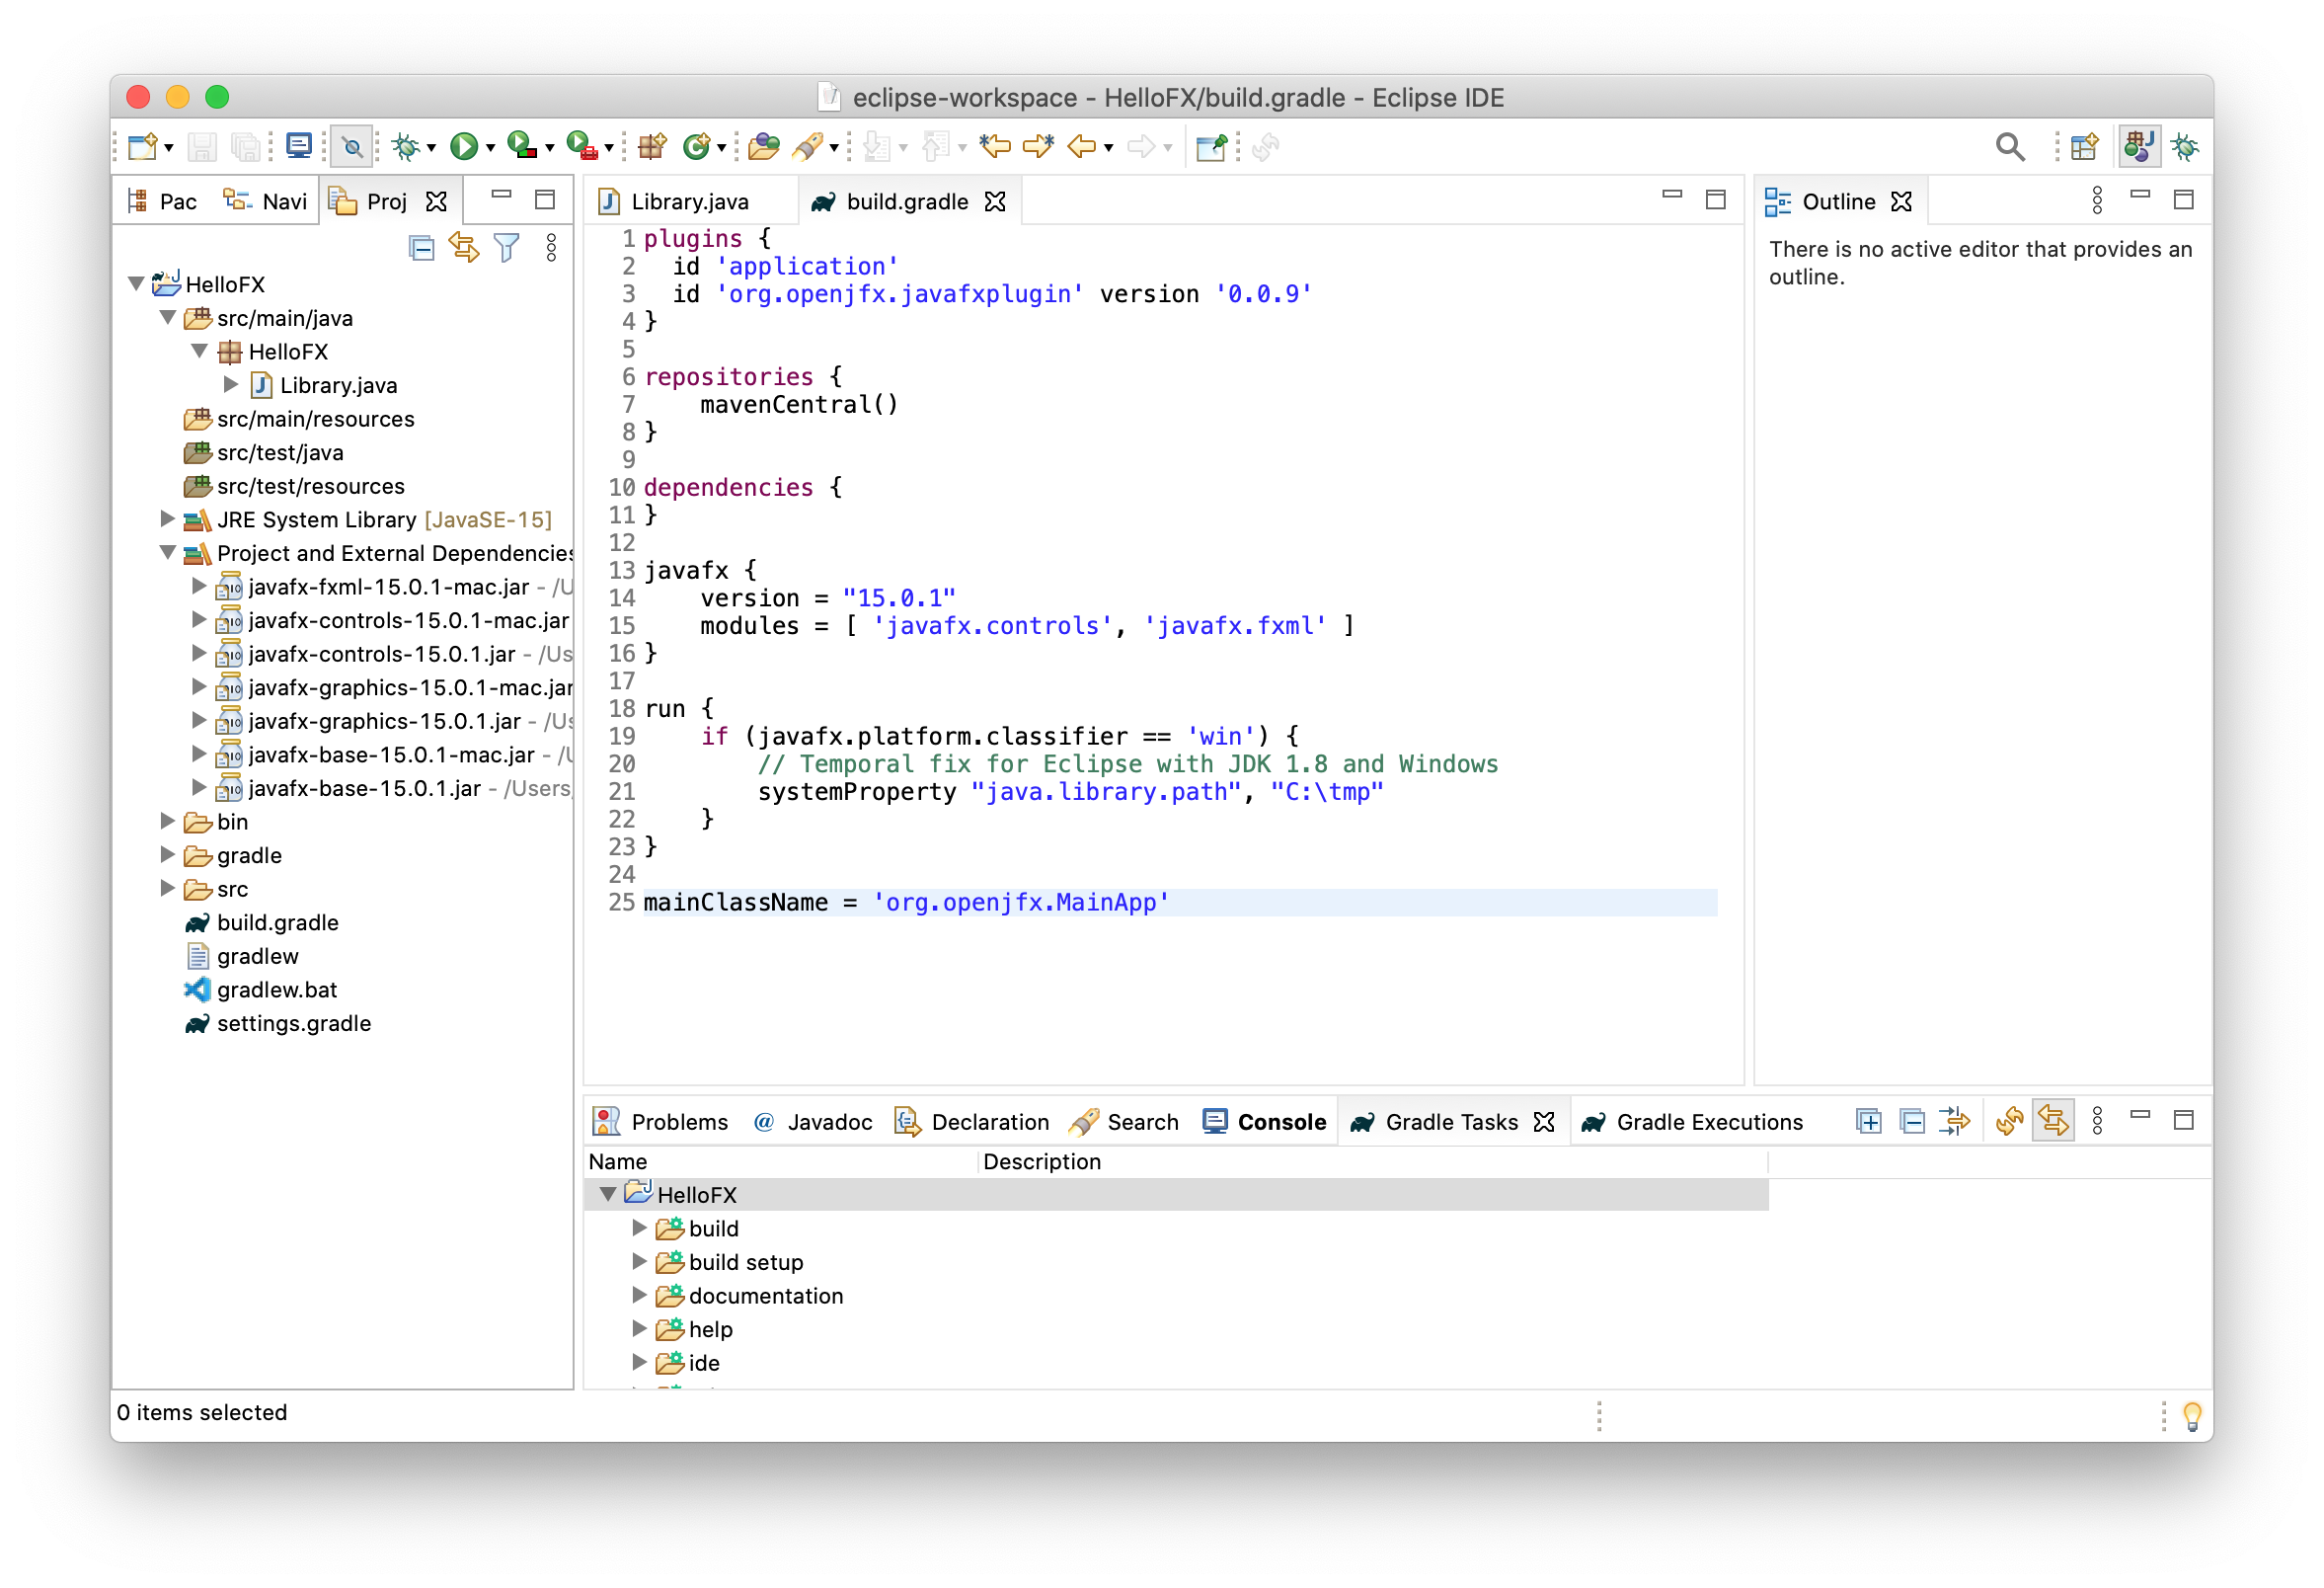 eclipse-workspace - HelloFX/build.gradle - Eclipse IDE
Pac
Navi
Proj
HelloFX
src/main/java
HelloFX
Library.java
src/main/resources
src/test/java
src/test/resources
JRE System Library [JavaSE-15]
Project and External Dependencies
javafx-fxml-15.0.1-mac.jar - /U
javafx-controls-15.0.1-mac.jar
javafx-controls-15.0.1.jar - /Us
javafx-graphics-15.0.1-mac.jar
javafx-graphics-15.0.1.jar - /Us
javafx-base-15.0.1-mac.jar - /U
javafx-base-15.0.1.jar - /Users/
bin
gradle
src
build.gradle
gradlew
gradlew.bat
settings.gradle
Library.java
build.gradle
1 plugins {
2   id 'application'
3   id 'org.openjfx.javafxplugin' version '0.0.9'
4 }
5
6 repositories {
7     mavenCentral()
8 }
9
10 dependencies {
11 }
12
13 javafx {
14     version = "15.0.1"
15     modules = [ 'javafx.controls', 'javafx.fxml' ]
16 }
17
18 run {
19     if (javafx.platform.classifier == 'win') {
20         // Temporal fix for Eclipse with JDK 1.8 and Windows
21         systemProperty "java.library.path", "C:\tmp"
22     }
23 }
24
25 mainClassName = 'org.openjfx.MainApp'
Outline
There is no active editor that provides an
outline.
Problems
@ Javadoc
Declaration
Search
Console
Gradle Tasks
Gradle Executions
Name
Description
HelloFX
build
build setup
documentation
help
ide
0 items selected